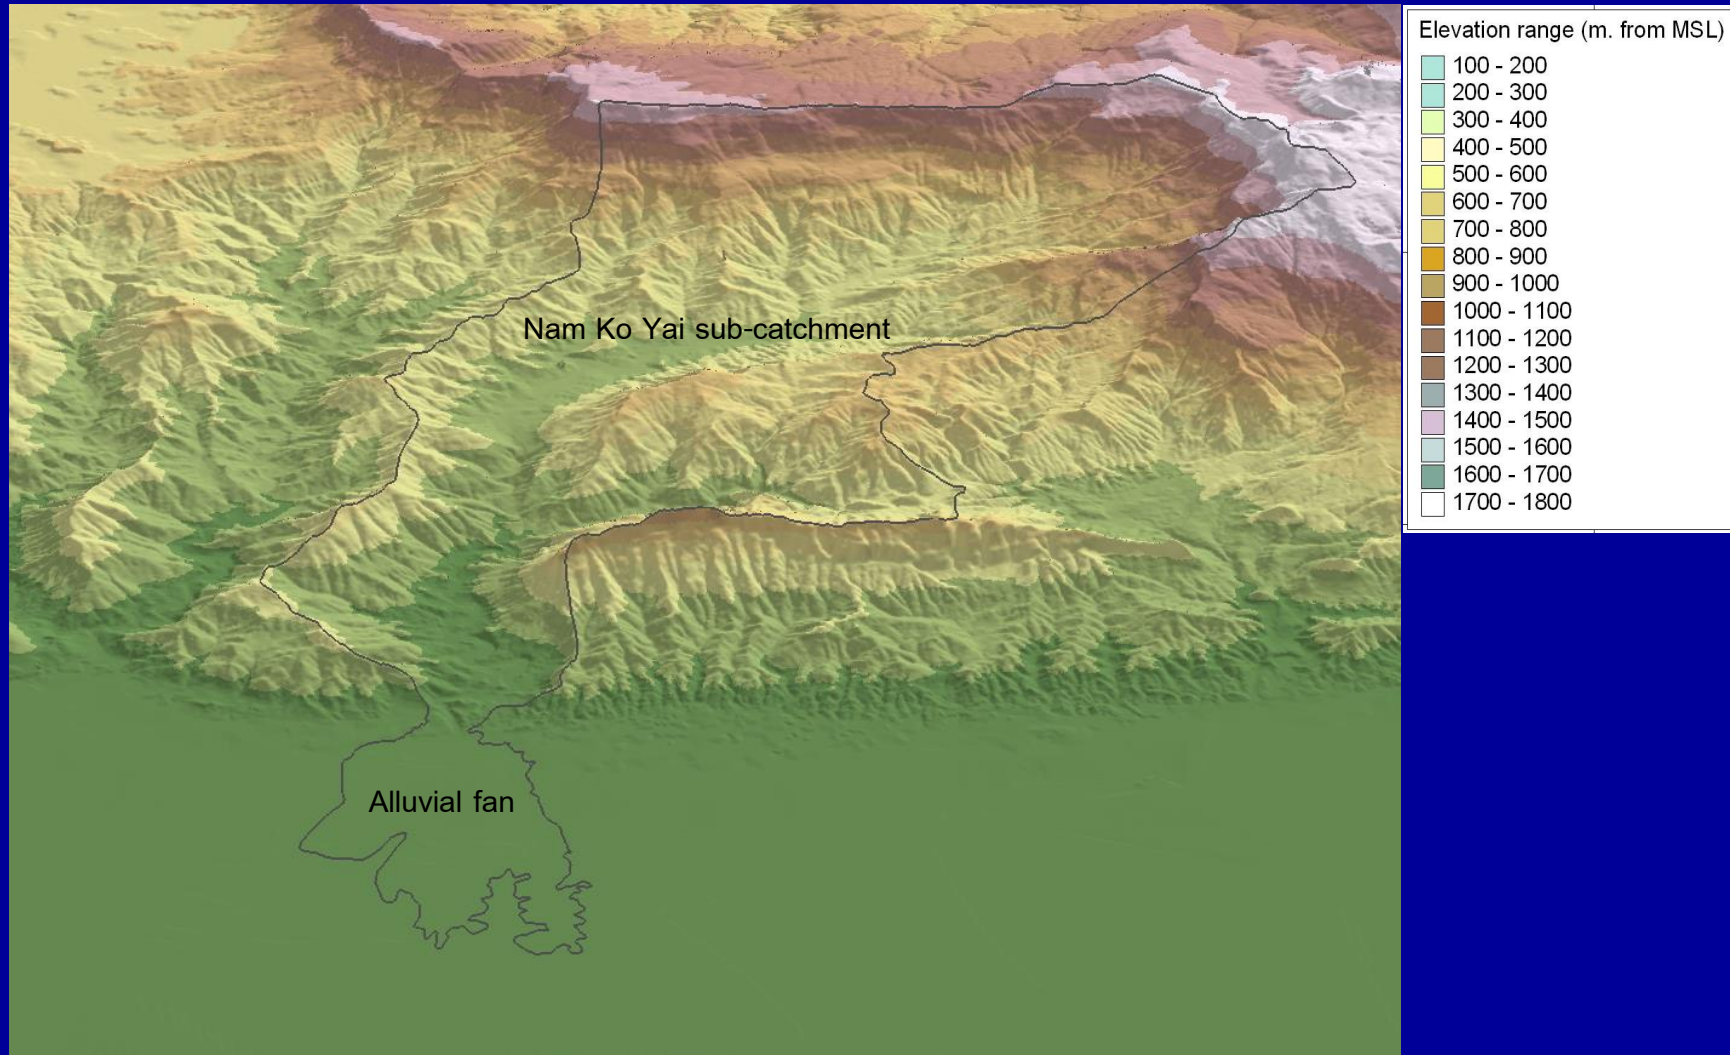 Elevation range (m. from MSL)
100 - 200
200 - 300
300 - 400
400 - 500
500 - 600
600 - 700
700 - 800
800 - 900
900 - 1000
1000 - 1100
1100 - 1200
1200 - 1300
1300 - 1400
1400 - 1500
1500 - 1600
1600 - 1700
1700 - 1800
Nam Ko Yai sub-catchment
Alluvial fan